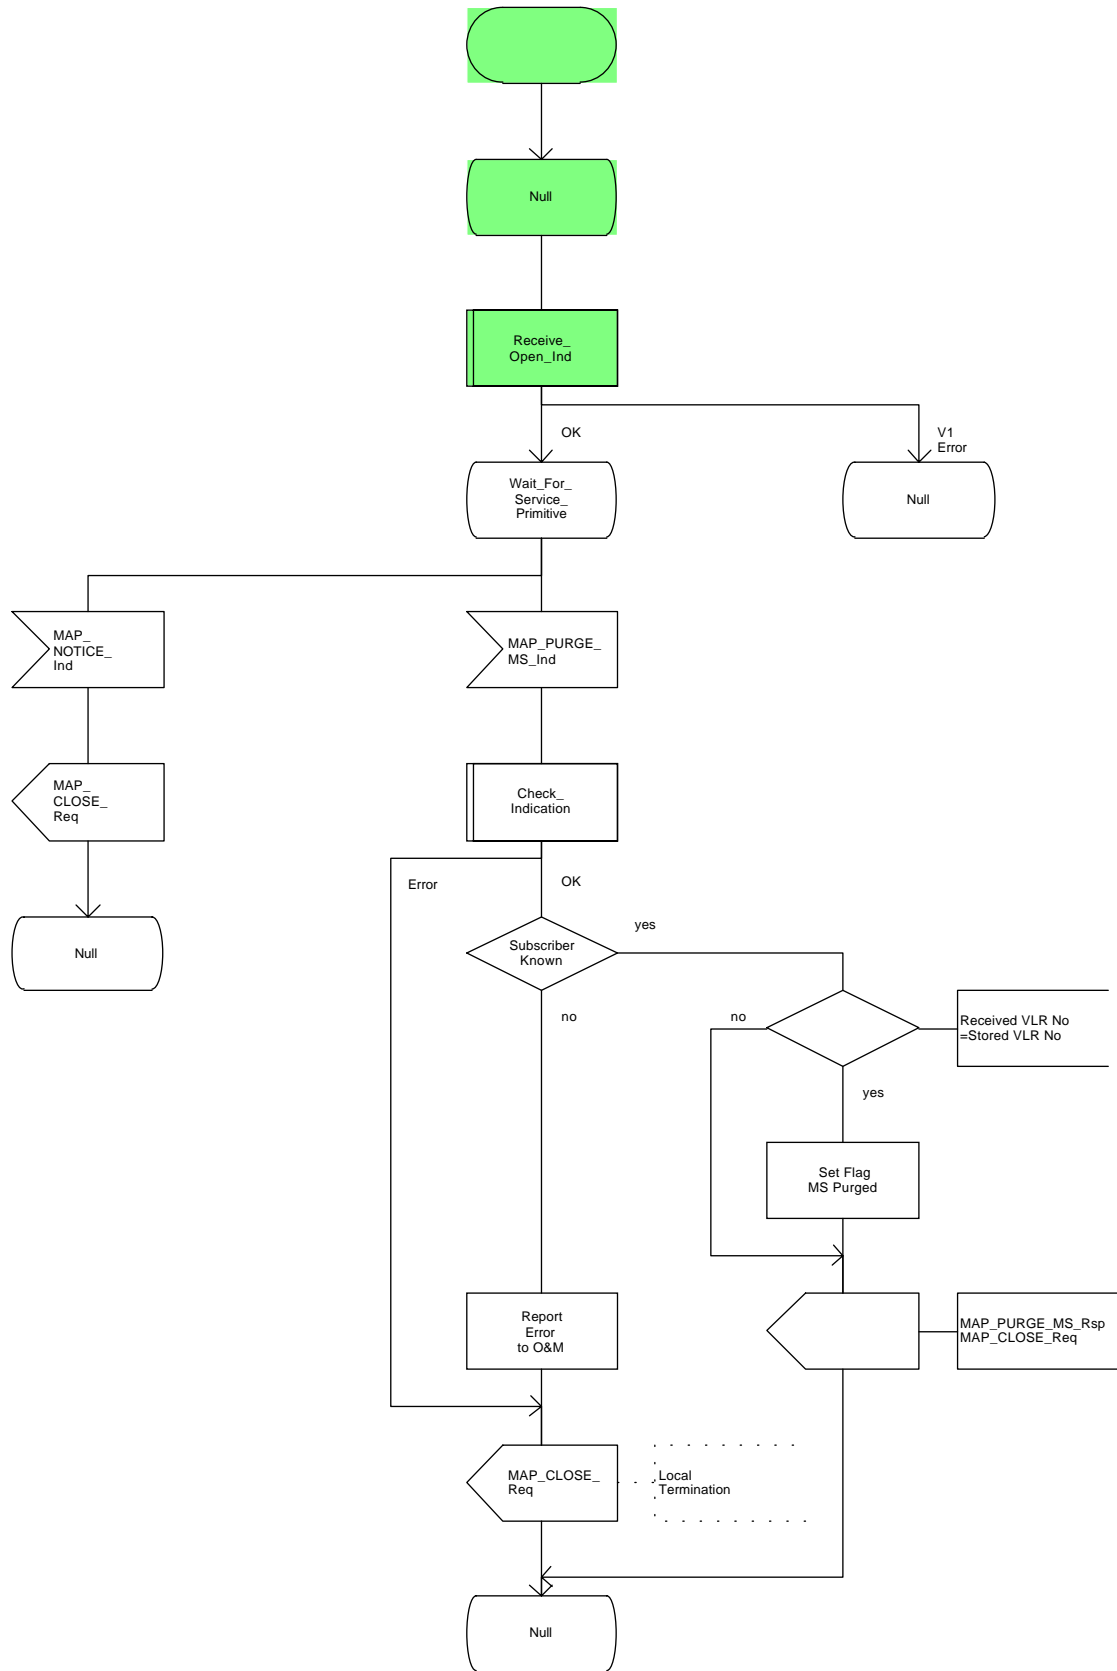 Null
Receive_
Open_Ind
OK
V1
Error
Wait_For_
Service_
Primitive
Null
MAP_
NOTICE_
Ind
MAP_PURGE_
MS_Ind
MAP_
CLOSE_
Req
Check_
Indication
Error
OK
Null
Subscriber
Known
yes
no
no
Received VLR No
=Stored VLR No
yes
Set Flag
MS Purged
Report
Error
to O&M
MAP_PURGE_MS_Rsp
MAP_CLOSE_Req
MAP_CLOSE_
Req
Local
Termination
Null